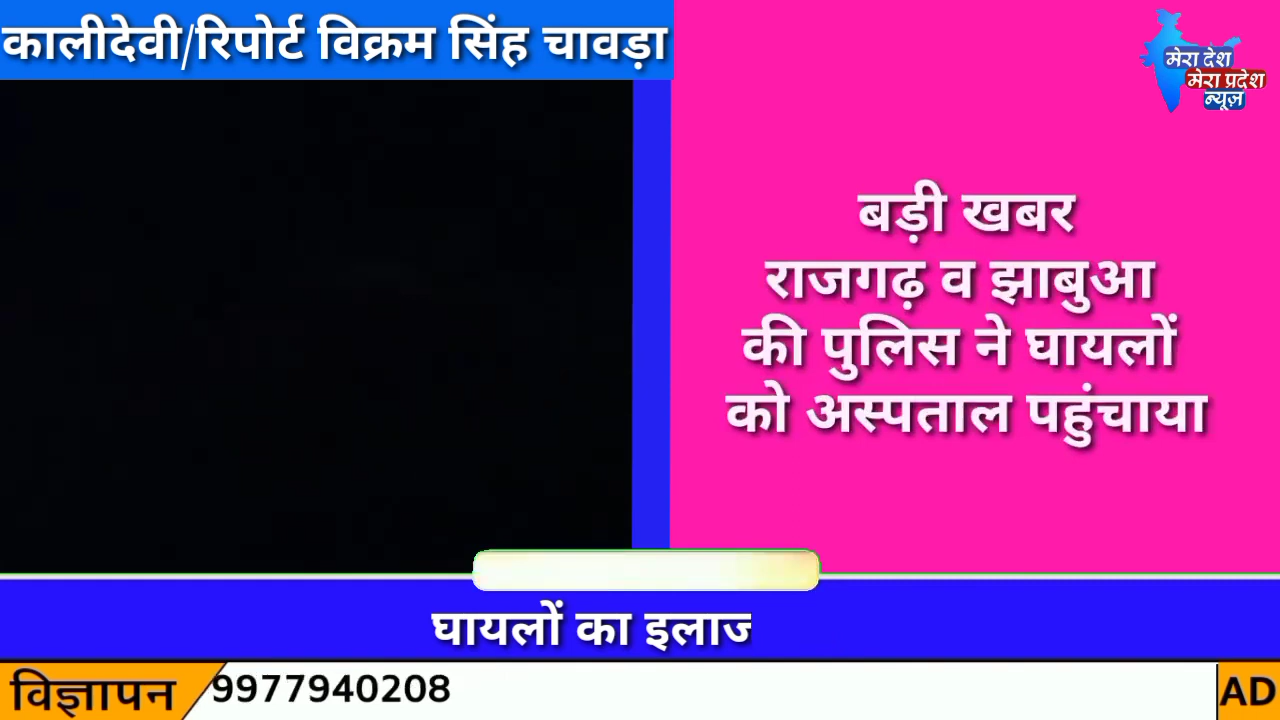 कालीदेवी/रिपोर्ट विक्रम सिंह चावड़ा
मेरा देश
मेरा प्रदेश
न्यूज़
बड़ी खबर
राजगढ़ व झाबुआ
की पुलिस ने घायलों
को अस्पताल पहुंचाया
घायलों का इलाज
विज्ञापन
9977940208
AD